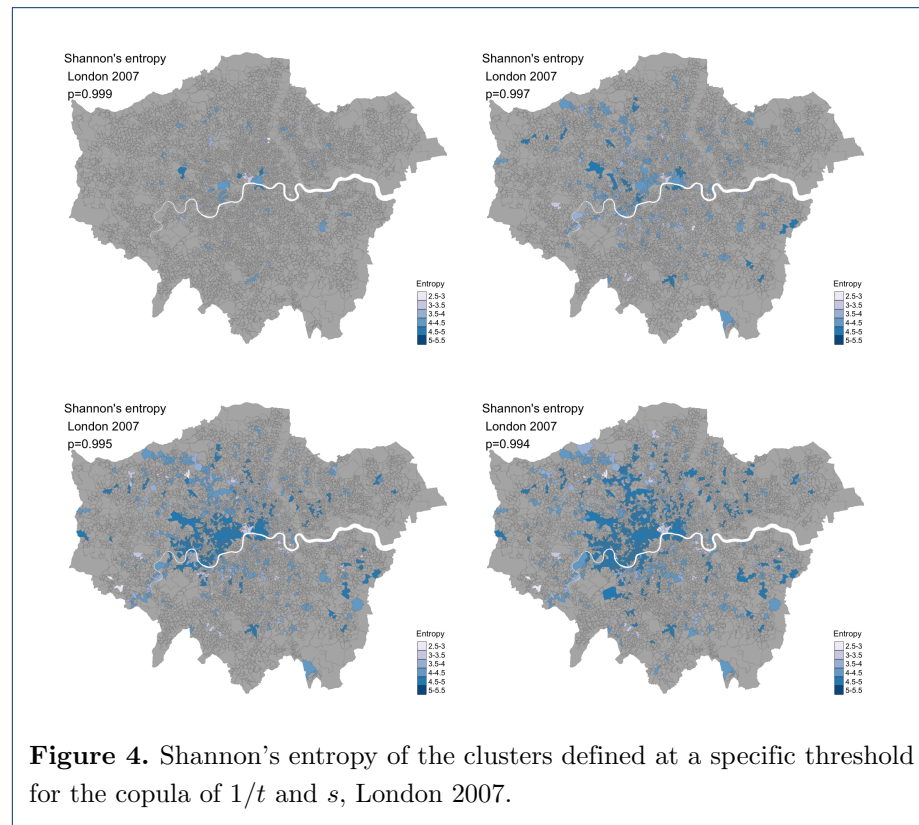 Shannon's entropy
London 2007
p=0.999
Entropy
2.5-3
3-3.5
3.5-4
4-4.5
4.5-5
5-5.5
Shannon's entropy
London 2007
p=0.997
Entropy
2.5-3
3-3.5
3.5-4
4-4.5
4.5-5
5-5.5
Shannon's entropy
London 2007
p=0.995
Entropy
2.5-3
3-3.5
3.5-4
4-4.5
4.5-5
5-5.5
Shannon's entropy
London 2007
p=0.994
Entropy
2.5-3
3-3.5
3.5-4
4-4.5
4.5-5
5-5.5
Figure 4. Shannon's entropy of the clusters defined at a specific threshold
for the copula of 1/t and s, London 2007.